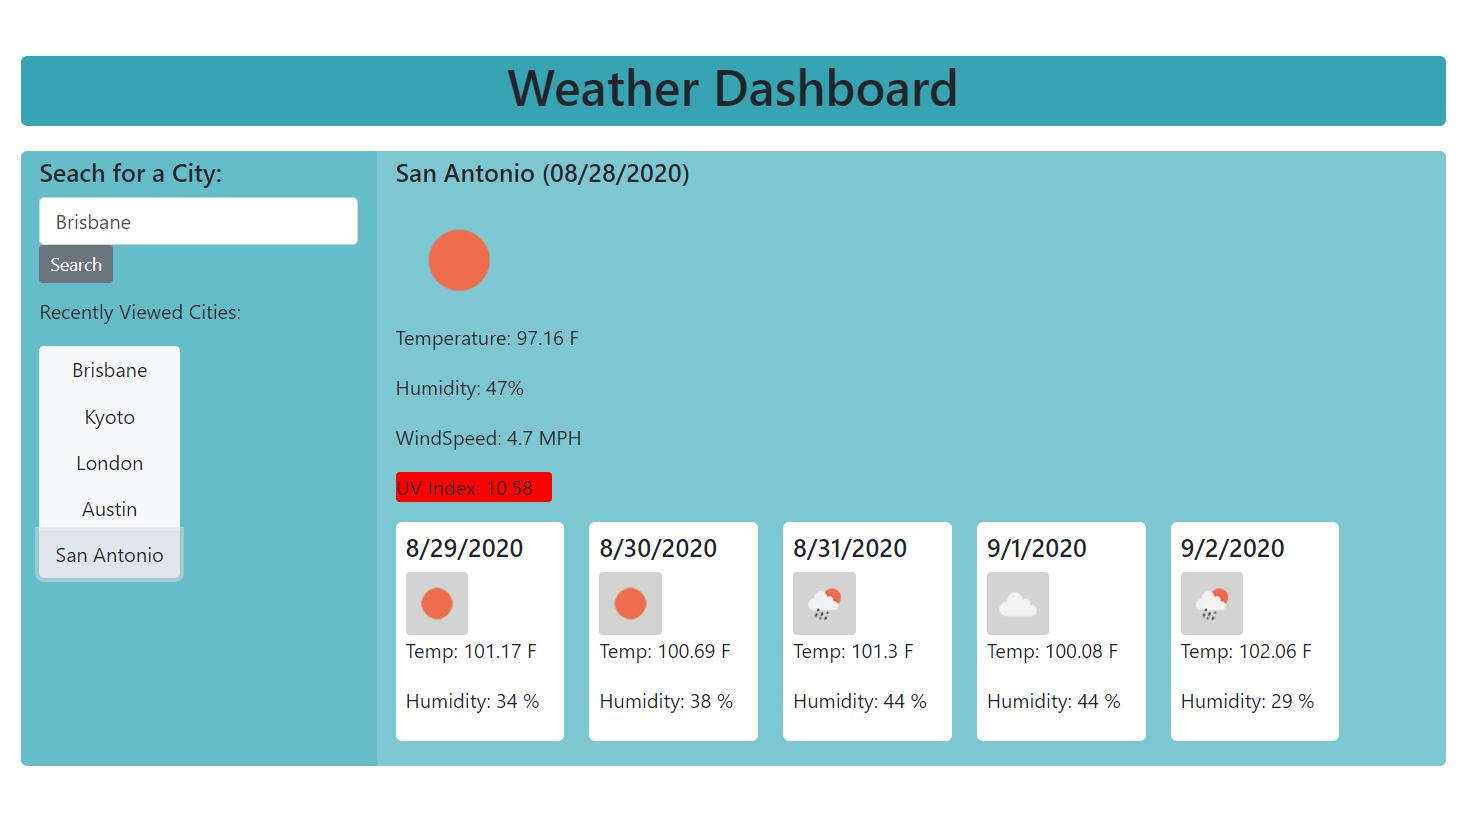 Weather Dashboard
Seach for a City:
Brisbane
Search
Recently Viewed Cities:
Brisbane
Kyoto
London
Austin
San Antonio
San Antonio (08/28/2020)
Temperature: 97.16 F
Humidity: 47%
WindSpeed: 4.7 MPH
UV Index: 10.58
8/29/2020
Temp: 101.17 F
Humidity: 34 %
8/30/2020
Temp: 100.69 F
Humidity: 38 %
8/31/2020
Temp: 101.3 F
Humidity: 44 %
9/1/2020
Temp: 100.08 F
Humidity: 44 %
9/2/2020
Temp: 102.06 F
Humidity: 29 %